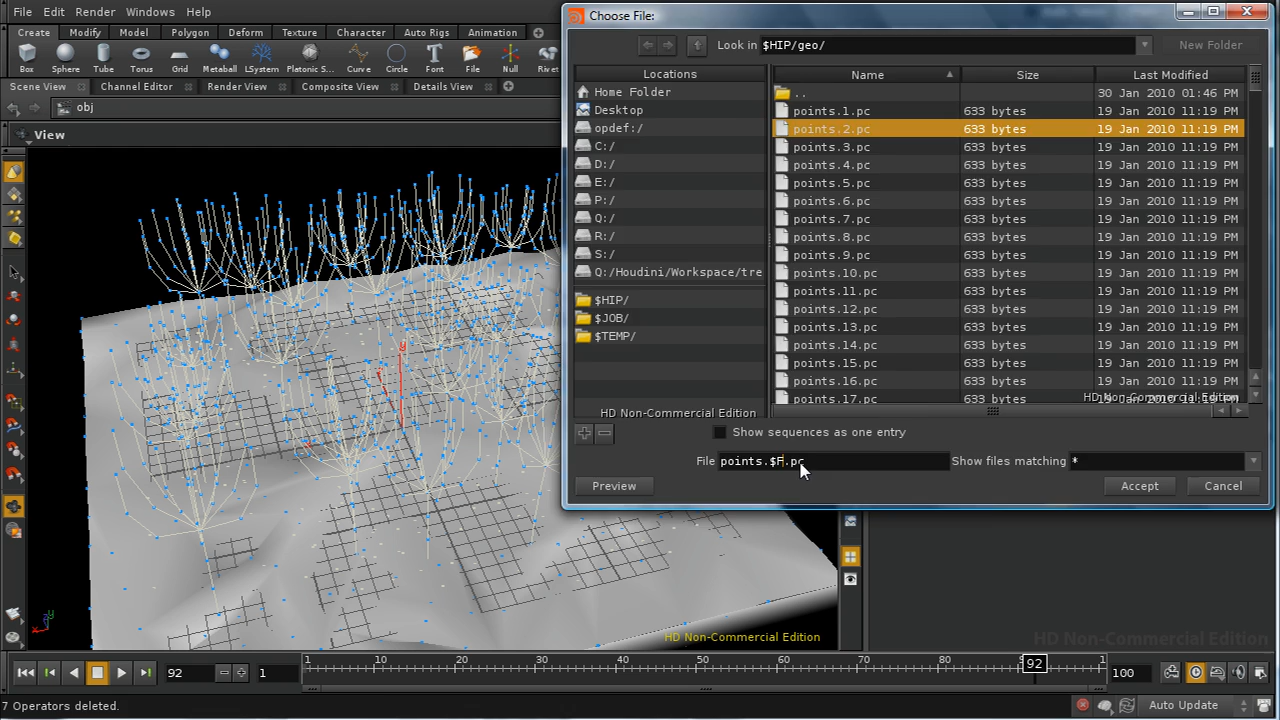 File Edit Render Windows Help
Create Modify Model Polygon Deform Texture Character Auto Rigs Animation
Box Sphere Tube Torus Grid Metaball LSystem Platonic S... Curve Circle Font File Null Rivet
Scene View Channel Editor Render View Composite View Details View
obj
View
Choose File:
Look in $HIP/geo/ New Folder
Locations
Home Folder
Desktop
opdef:/
C:/
D:/
E:/
P:/
Q:/
R:/
S:/
Q:/Houdini/Workspace/tre
$HIP/
$JOB/
$TEMP/
HD Non-Commercial Edition
Name Size Last Modified
.. 30 Jan 2010 01:46 PM
points.1.pc 633 bytes 19 Jan 2010 11:19 PM
points.2.pc 633 bytes 19 Jan 2010 11:19 PM
points.3.pc 633 bytes 19 Jan 2010 11:19 PM
points.4.pc 633 bytes 19 Jan 2010 11:19 PM
points.5.pc 633 bytes 19 Jan 2010 11:19 PM
points.6.pc 633 bytes 19 Jan 2010 11:19 PM
points.7.pc 633 bytes 19 Jan 2010 11:19 PM
points.8.pc 633 bytes 19 Jan 2010 11:19 PM
points.9.pc 633 bytes 19 Jan 2010 11:19 PM
points.10.pc 633 bytes 19 Jan 2010 11:19 PM
points.11.pc 633 bytes 19 Jan 2010 11:19 PM
points.12.pc 633 bytes 19 Jan 2010 11:19 PM
points.13.pc 633 bytes 19 Jan 2010 11:19 PM
points.14.pc 633 bytes 19 Jan 2010 11:19 PM
points.15.pc 633 bytes 19 Jan 2010 11:19 PM
points.16.pc 633 bytes 19 Jan 2010 11:19 PM
points.17.pc 633 bytes 19 Jan 2010 11:19 PM
HD Non-Commercial Edition
Show sequences as one entry
File points.$F.pc Show files matching *
Preview Accept Cancel
y
HD Non-Commercial Edition
HD Non-Commercial Edition
92 1 1 10 20 30 40 50 60 70 80 92 1 100
7 Operators deleted. Auto Update